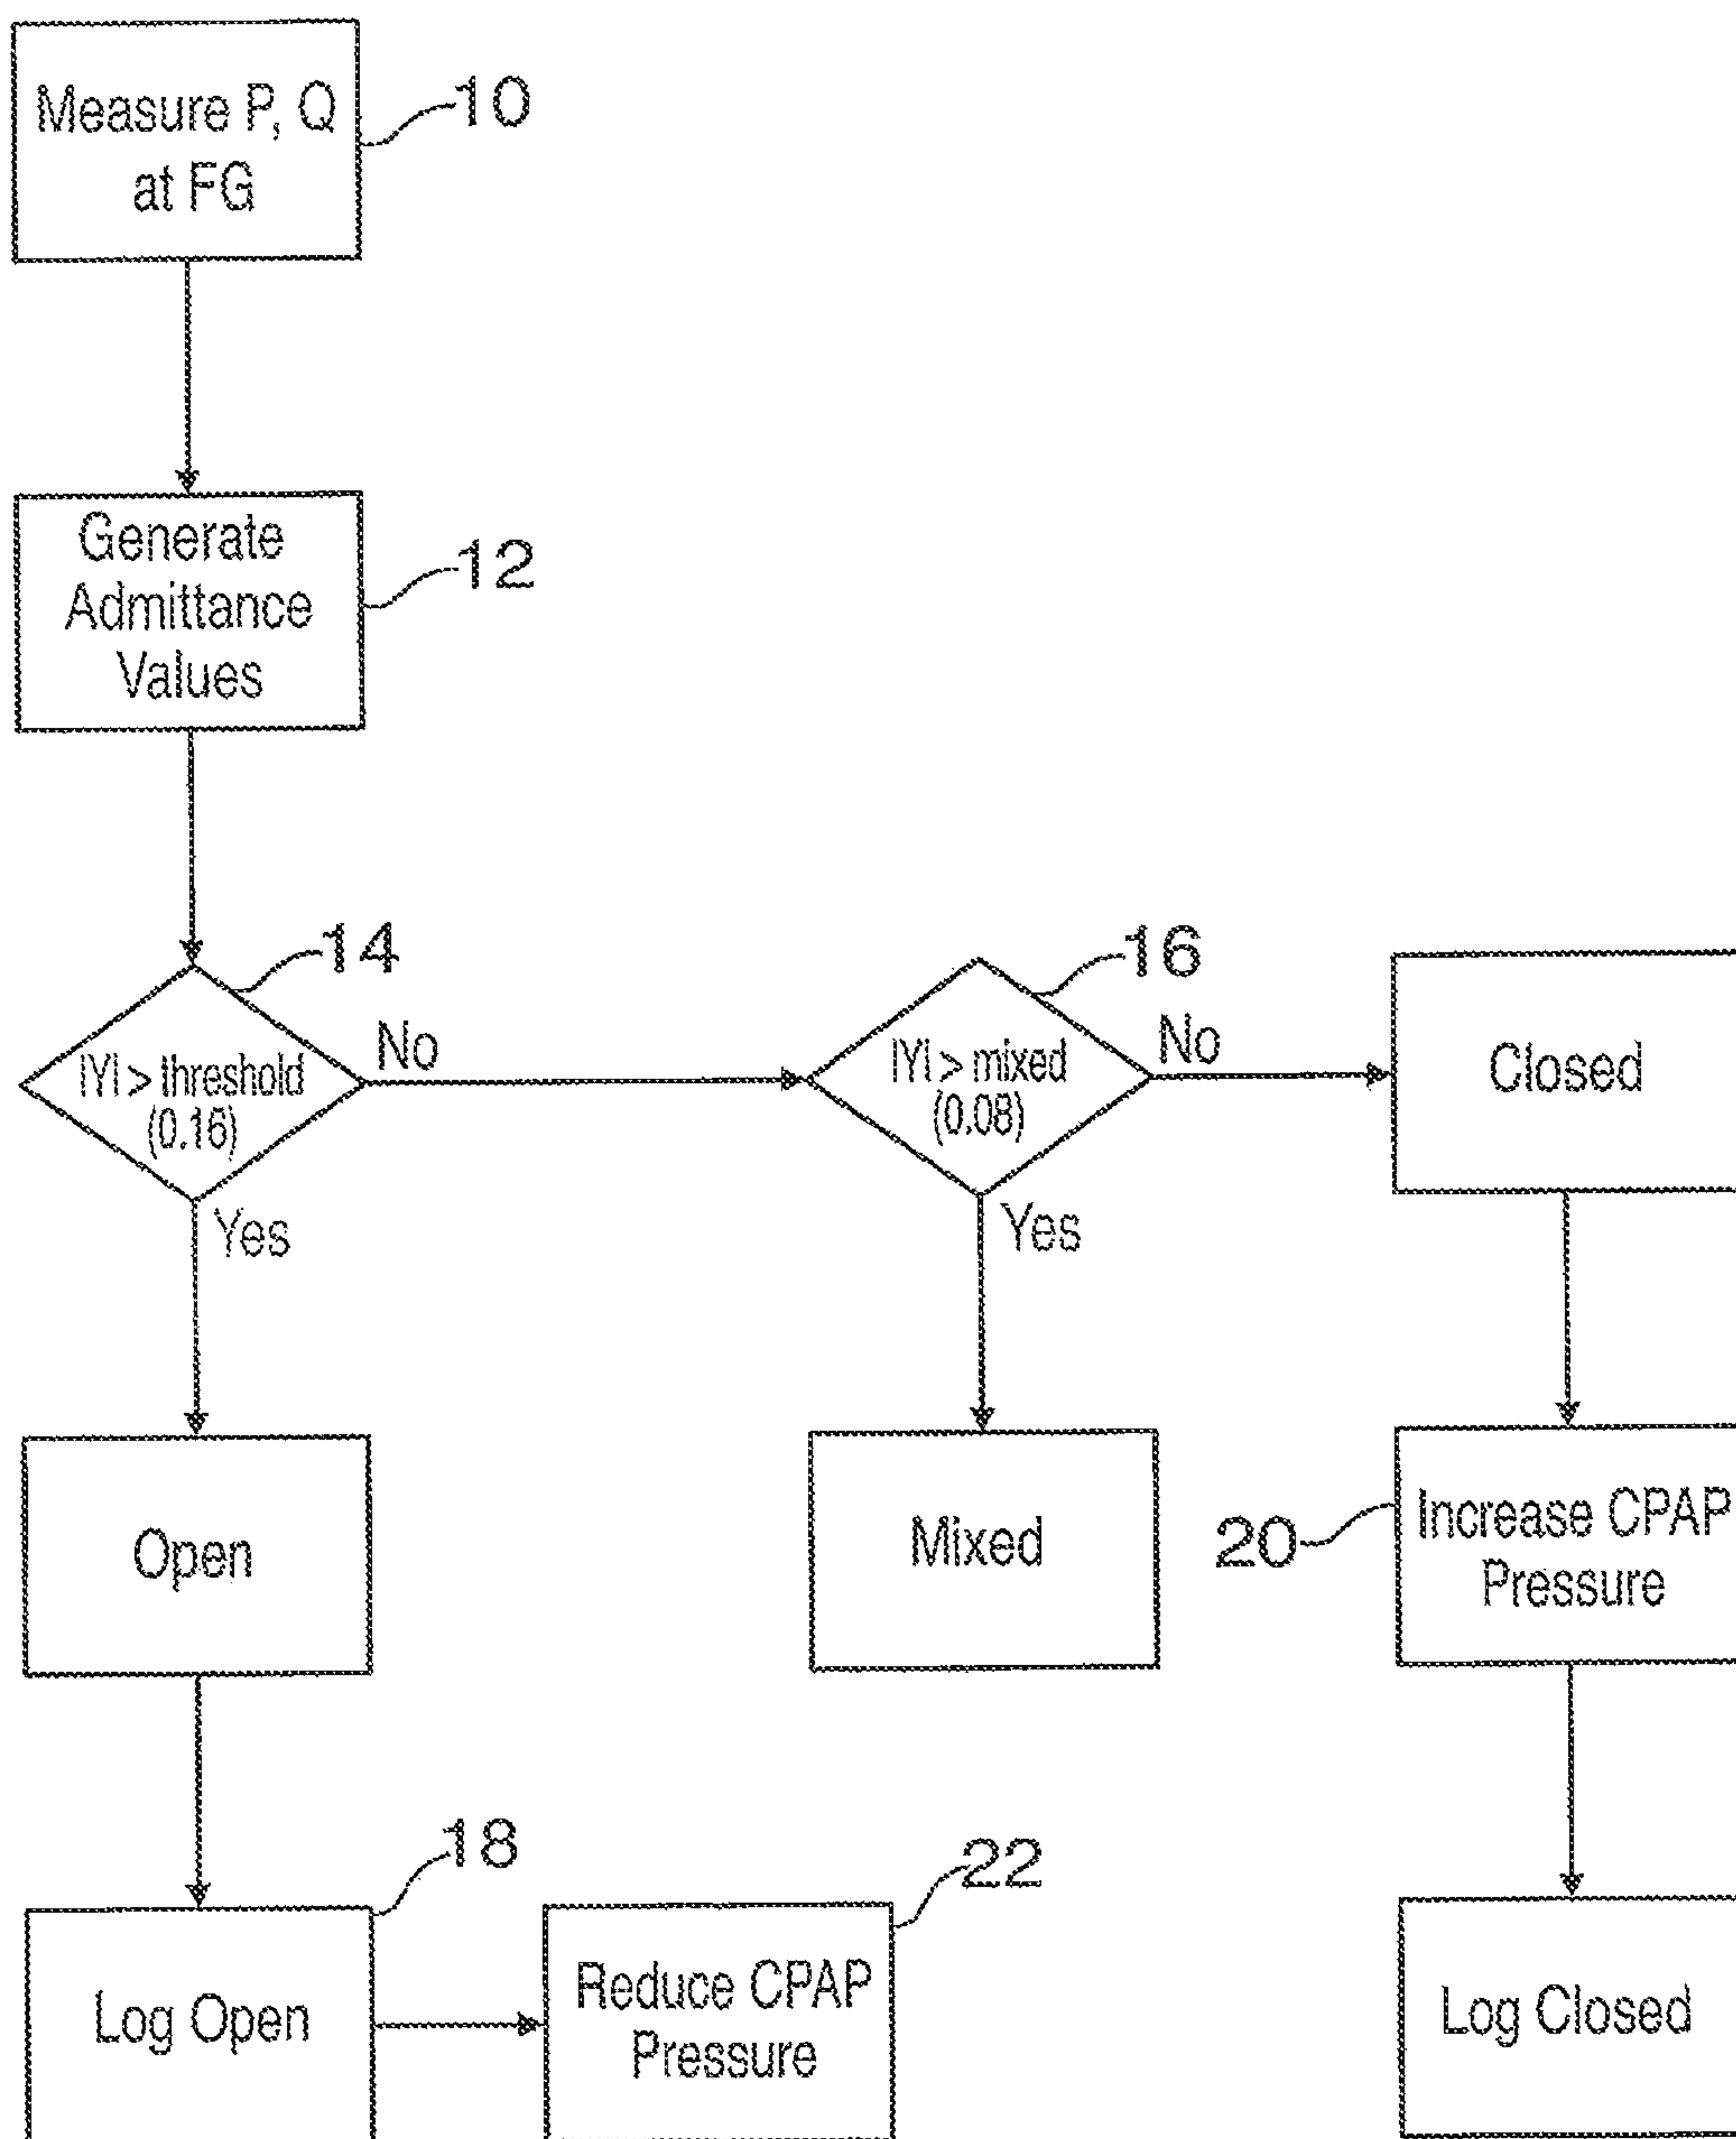 Measure P, Q
at FG
10
Generate
Admittance
Values
12
14
|Y| > threshold
(0.16)
No
Yes
16
|Y| > mixed
(0.08)
No
Yes
Closed
Open
Mixed
20
Increase CPAP
Pressure
18
Log Open
22
Reduce CPAP
Pressure
Log Closed